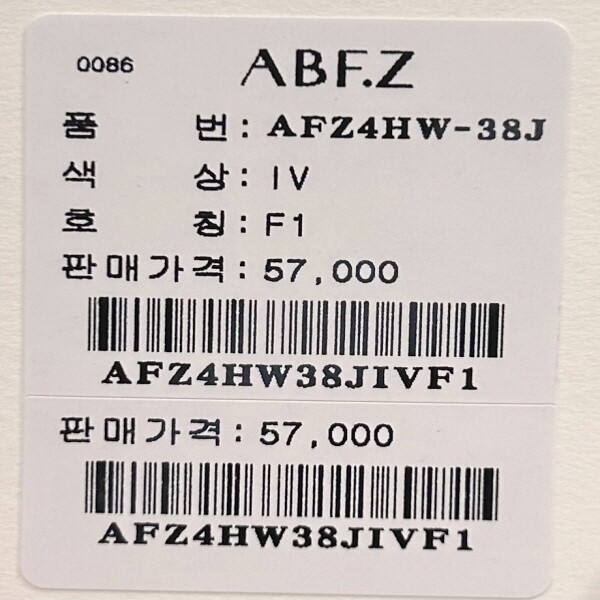 0086 ABF.Z
품 번: AFZ4HW-38J
색 상: IV
호 칭: F1
판매가격: 57,000
AFZ4HW38JIVF1
판매가격: 57,000
AFZ4HW38JIVF1